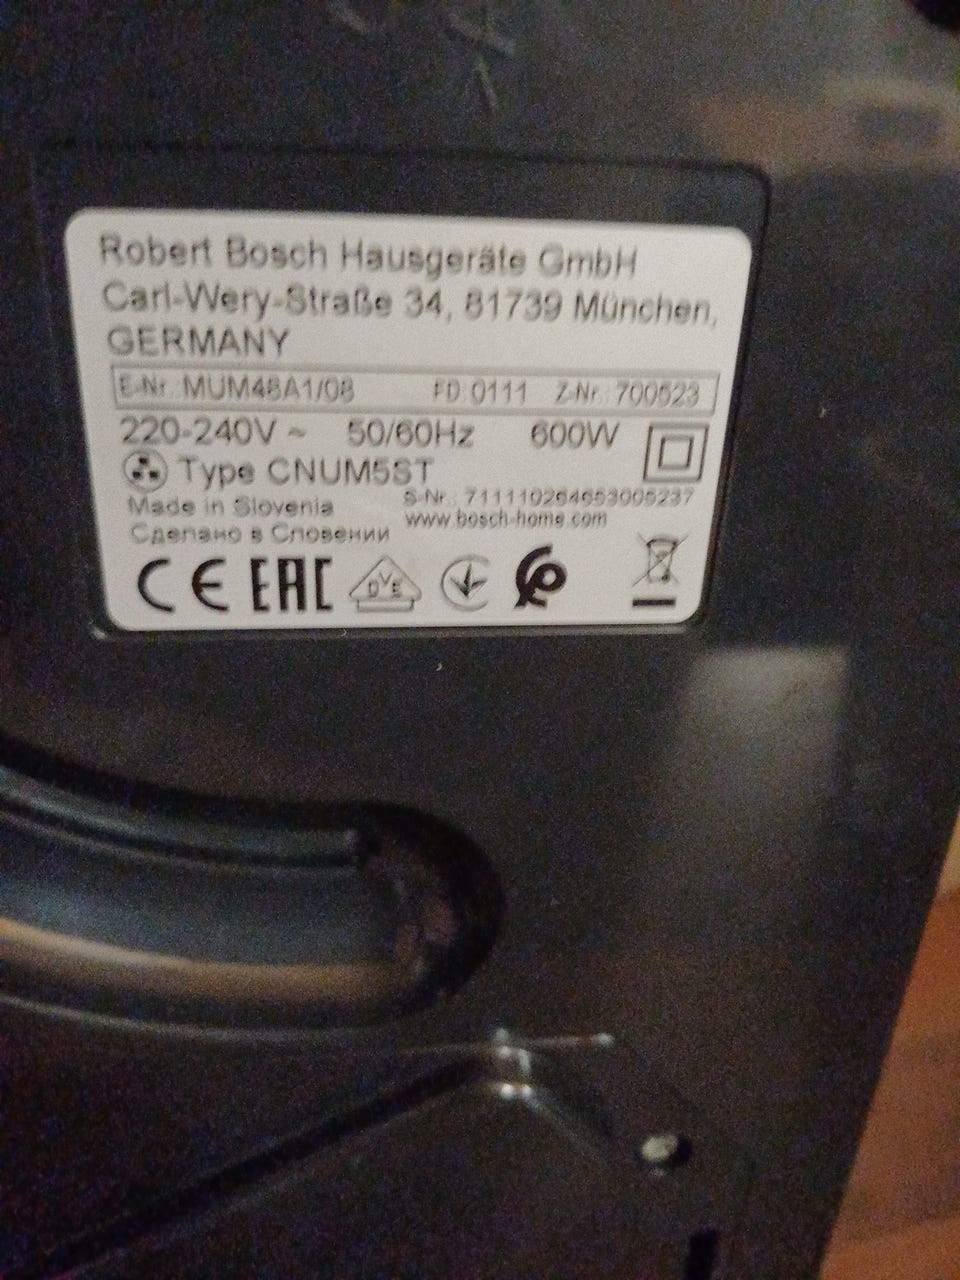 Robert Bosch Hausgeräte GmbH
Carl-Wery-Straße 34, 81739 München,
GERMANY
E-Nr.: MUM48A1/08 FD:0111 Z-Nr.: 700523
220-240V ~ 50/60Hz 600W
Type CNUM5ST
S-Nr.: 711110264653005237
Made in Slovenia
www.bosch-home.com
Сделано в Словении
CE EAC DVE